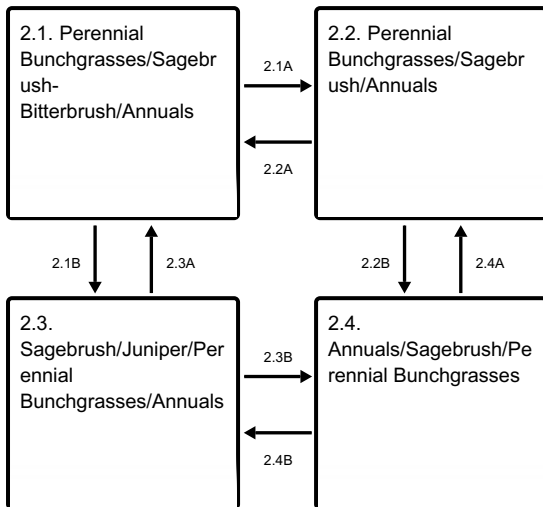 2.1. Perennial
Bunchgrasses/Sagebr
ush-
Bitterbrush/Annuals
2.1A
2.2A
2.2. Perennial
Bunchgrasses/Sagebr
ush/Annuals
2.1B
2.3A
2.2B
2.4A
2.3.
Sagebrush/Juniper/Per
ennial
Bunchgrasses/Annuals
2.3B
2.4B
2.4.
Annuals/Sagebrush/Pe
rennial Bunchgrasses